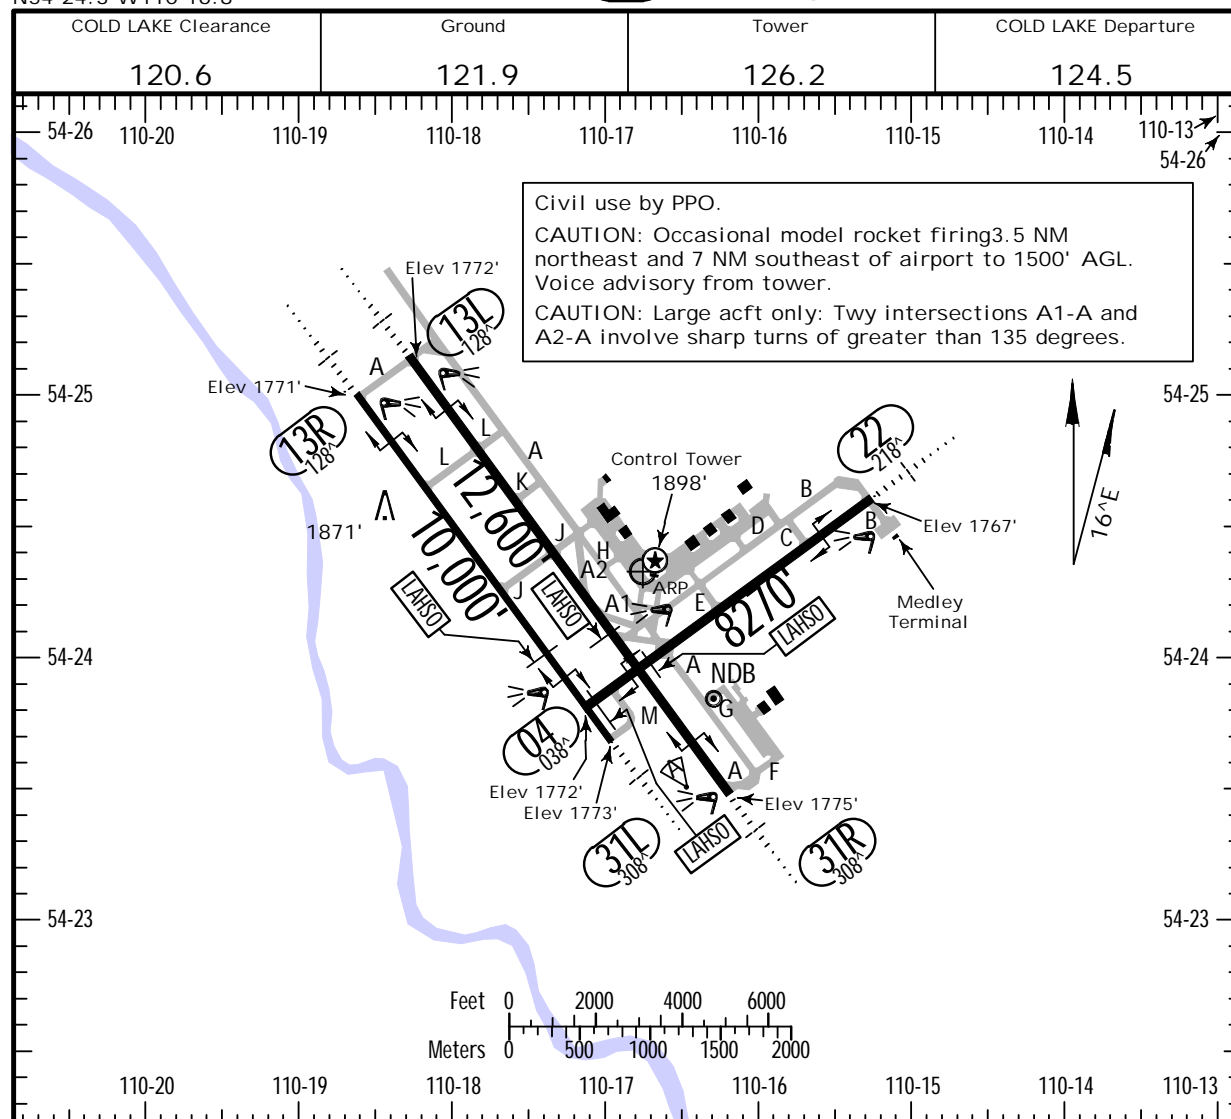 COLD LAKE Clearance
120.6
Ground
121.9
Tower
126.2
COLD LAKE Departure
124.5
54-26
110-20
110-19
110-18
110-17
110-16
110-15
110-14
110-13
54-26
Civil use by PPO.
CAUTION: Occasional model rocket firing3.5 NM
northeast and 7 NM southeast of airport to 1500' AGL.
Voice advisory from tower.
CAUTION: Large acft only: Twy intersections A1-A and
A2-A involve sharp turns of greater than 135 degrees.
Elev 1772'
13L
128^
A
Elev 1771'
54-25
54-25
13R
128^
L
L
A
K
12,600'
10,000'
1871'
Control Tower
1898'
22
218^
B
D
C
B
Elev 1767'
16^E
J
H
A2
ARP
J
A1
E
8270'
Medley
Terminal
LAHSO
LAHSO
LAHSO
54-24
54-24
A
NDB
G
M
04
038^
A
A
F
Elev 1772'
Elev 1773'
Elev 1775'
31L
308^
LAHSO
31R
308^
54-23
54-23
Feet 0 2000 4000 6000
Meters 0 500 1000 1500 2000
110-20
110-19
110-18
110-17
110-16
110-15
110-14
110-13